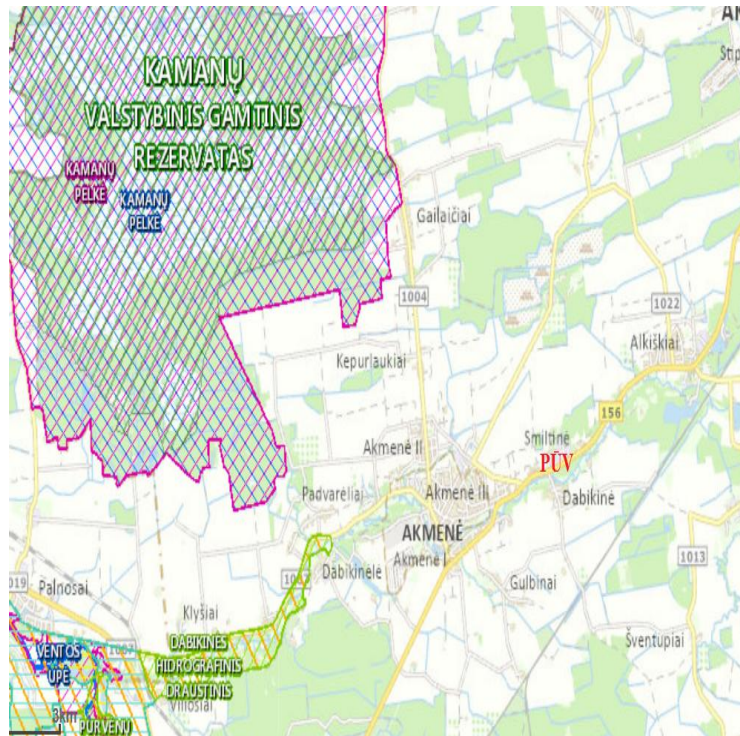 KAMANŲ
VALSTYBINIS GAMTINIS
REZERVATAS
KAMANŲ
PELKĖ
KAMANŲ
PELKĖ
Gailaičiai
1004
1022
Alkiškiai
Kepurlaukiai
156
Akmenė II
Smiltinė
PŪV
Padvarėliai
Akmenė III
Dabikinė
AKMENĖ
Akmenė I
1013
Dabikinėlė
Palnosai
Gulbinai
Klyšiai
Šventupiai
DABIKINĖS
HIDROGRAFINIS
DRAUSTINIS
VENTOS
UPĖ
3km